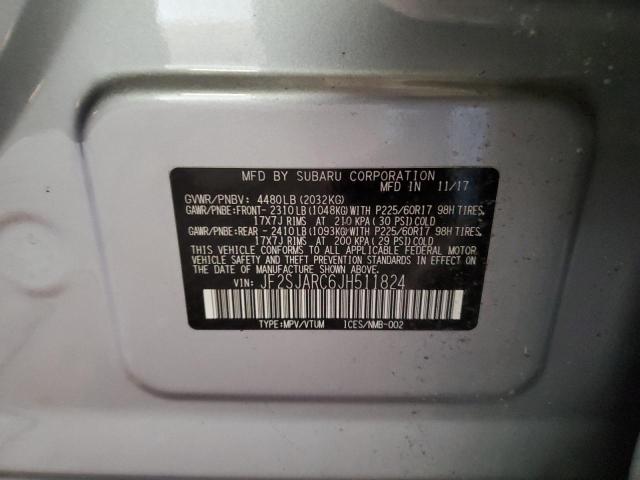 MFD BY SUBARU CORPORATION
MFD IN 11/17
GVWR/PNBV: 4480LB(2032KG)
GAWR/PNBE:FRONT- 2310LB(1048KG)WITH P225/60R17 98H TIRES,
17X7J RIMS AT 210 KPA(30 PSI)COLD
GAWR/PNBE:REAR - 2410LB(1093KG)WITH P225/60R17 98H TIRES,
17X7J RIMS AT 200 KPA(29 PSI)COLD
THIS VEHICLE CONFORMS TO ALL APPLICABLE FEDERAL MOTOR
VEHICLE SAFETY STANDARDS IN EFFECT
ON THE DATE OF MANUFACTURE SHOWN ABOVE.
VIN: JF2SJARC6JH511824
TYPE:MPV/VTUM ICES/NMB-002